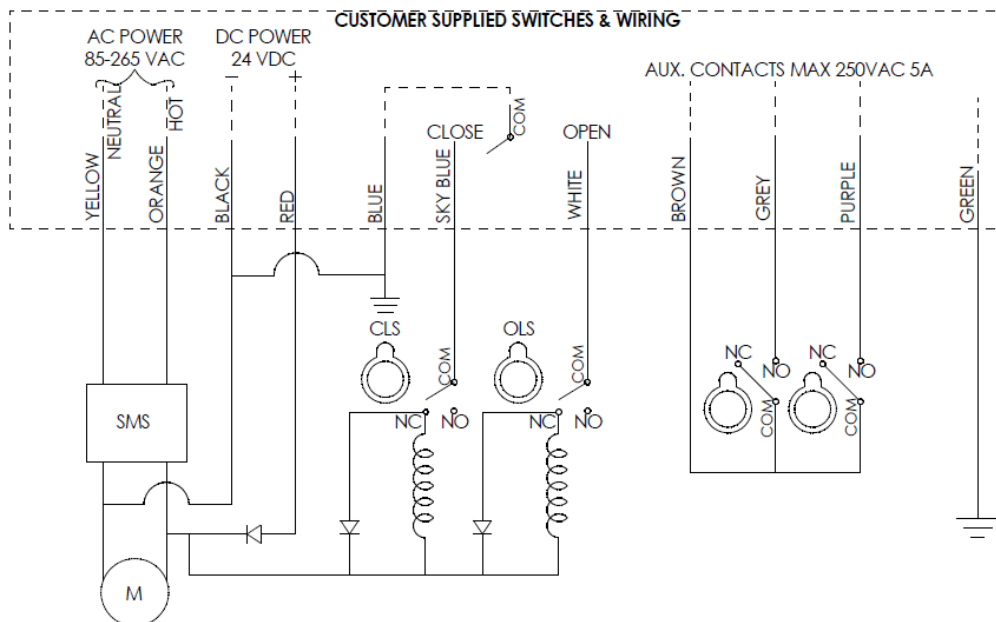 CUSTOMER SUPPLIED SWITCHES & WIRING
AC POWER
85-265 VAC
DC POWER
24 VDC
AUX. CONTACTS MAX 250VAC 5A
NEUTRAL
HOT
COM
CLOSE
OPEN
YELLOW
ORANGE
BLACK
RED
BLUE
SKY BLUE
WHITE
BROWN
GREY
PURPLE
GREEN
CLS
OLS
COM
COM
NC
NO
NC
NO
NC
NO
NC
NO
COM
COM
SMS
M